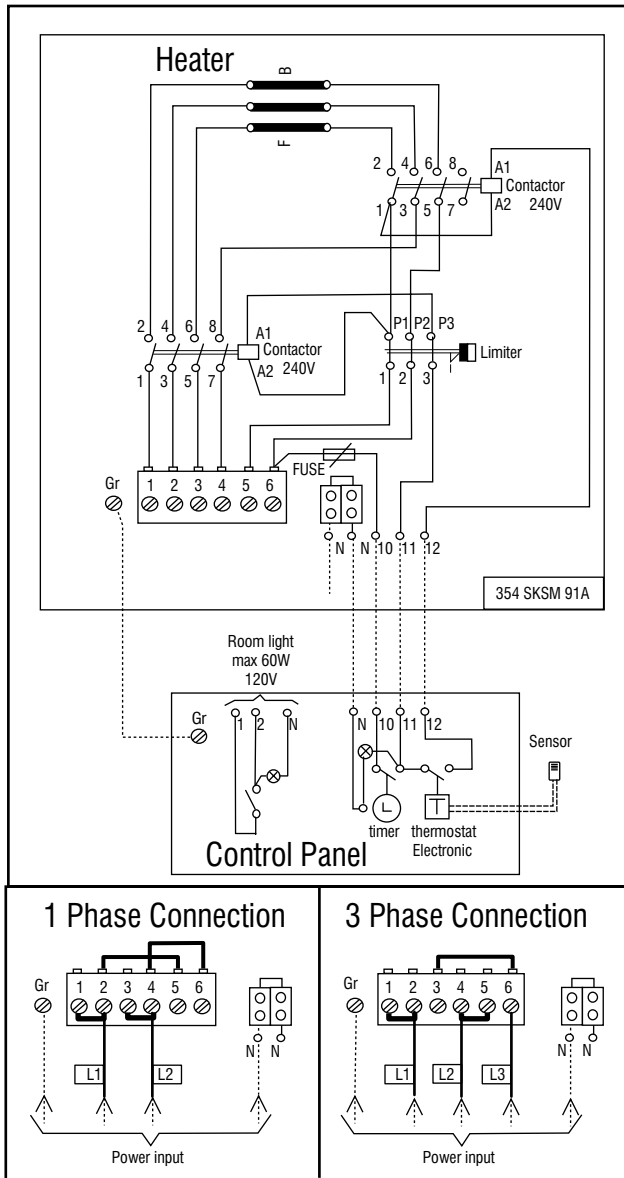 Heater
B
F
2 4 6 8
A1
Contactor
A2 240V
1 3 5 7
2 4 6 8
A1
Contactor
A2 240V
1 3 5 7
P1 P2 P3
Limiter
1 2 3
FUSE
Gr
1 2 3 4 5 6
N N 10 11 12
354 SKSM 91A
Room light
max 60W
120V
Gr
1 2 N
N 10 11 12
Sensor
T
timer thermostat
Electronic
Control Panel
1 Phase Connection
Gr
1 2 3 4 5 6
N N
L1 L2
Power input
3 Phase Connection
Gr
1 2 3 4 5 6
N N
L1 L2 L3
Power input